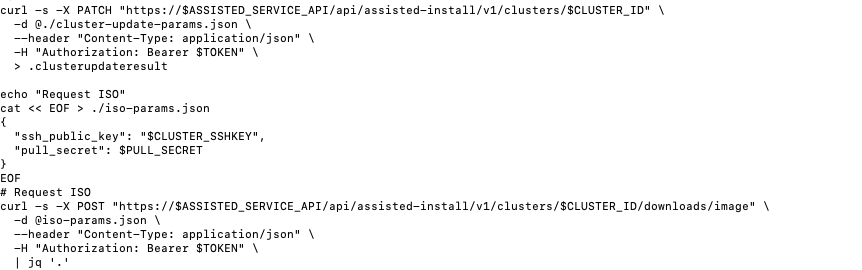 curl -s -X PATCH "https://$ASSISTED_SERVICE_API/api/assisted-install/v1/clusters/$CLUSTER_ID" \
  -d @./cluster-update-params.json \
  --header "Content-Type: application/json" \
  -H "Authorization: Bearer $TOKEN" \
  > .clusterupdateresult

echo "Request ISO"
cat << EOF > ./iso-params.json
{
  "ssh_public_key": "$CLUSTER_SSHKEY",
  "pull_secret": $PULL_SECRET
}
EOF
# Request ISO
curl -s -X POST "https://$ASSISTED_SERVICE_API/api/assisted-install/v1/clusters/$CLUSTER_ID/downloads/image" \
  -d @iso-params.json \
  --header "Content-Type: application/json" \
  -H "Authorization: Bearer $TOKEN" \
  | jq '.'